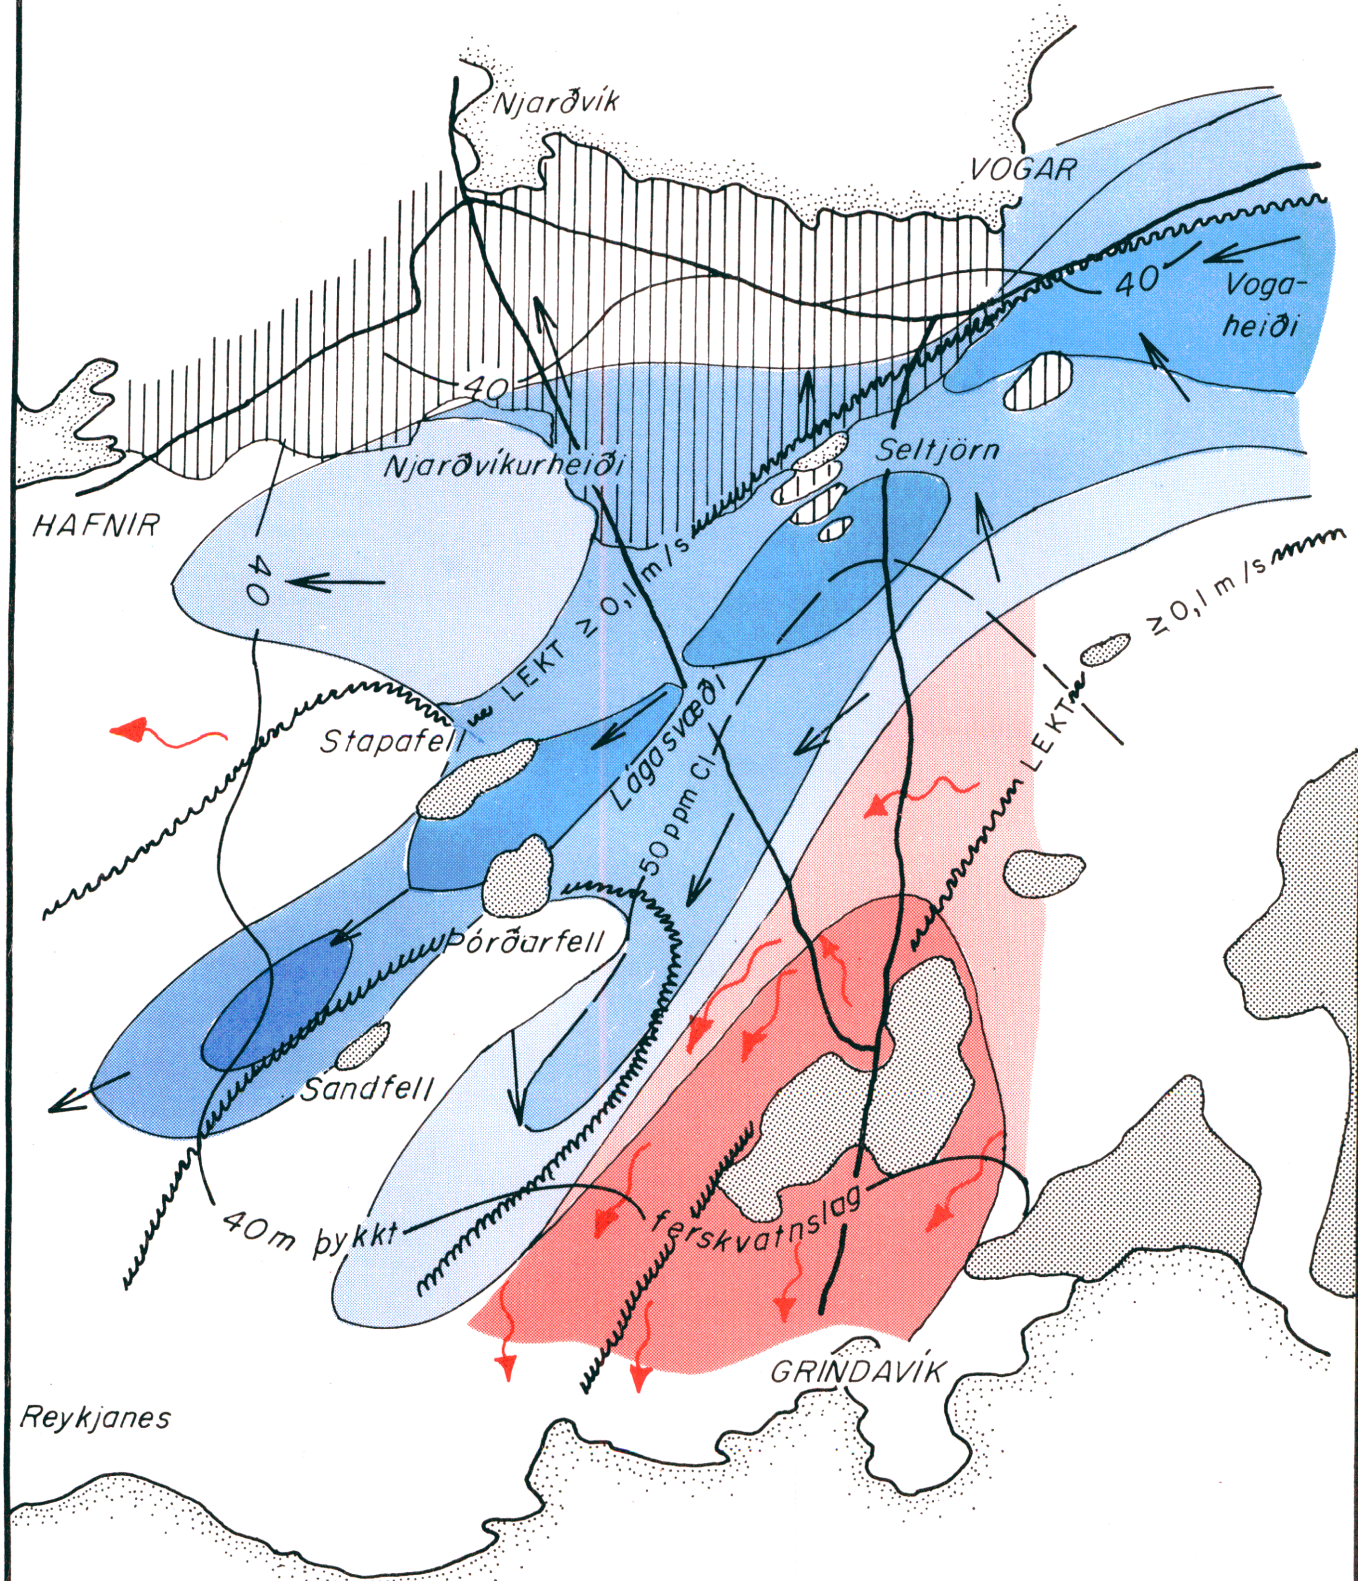 Njarðvík
VOGAR
40
Voga-
heiði
40
Njarðvíkurheiði
Seltjörn
HAFNIR
40
LEKT ≥ 0,1 m/s
LEKT ≥ 0,1 m/s
Stapafell
Lágasvæði
50 ppm Cl
Þórðarfell
Sandfell
40m þykkt ferskvatnslag
GRINDAVÍK
Reykjanes